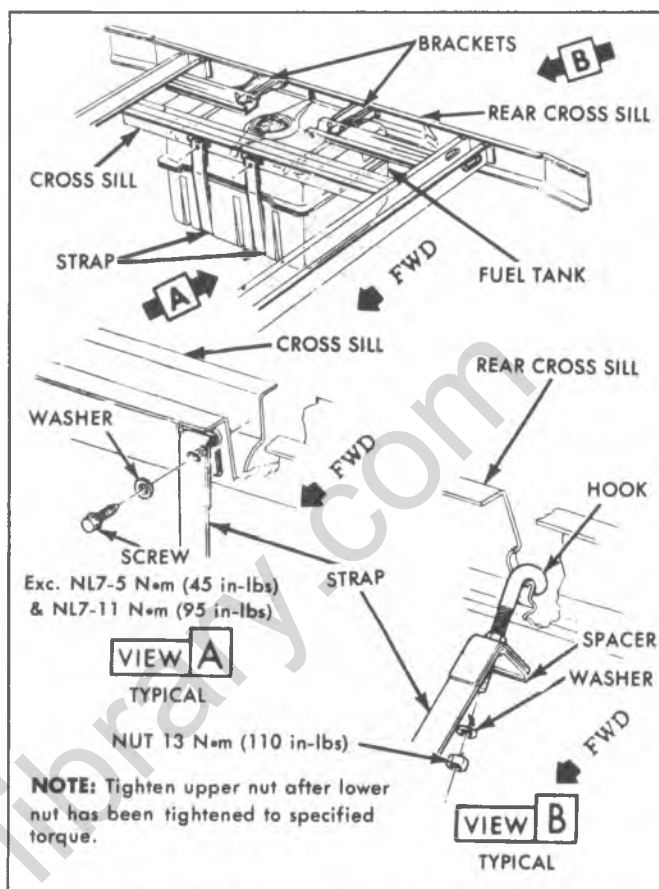 BRACKETS
B
REAR CROSS SILL
CROSS SILL
STRAP
A
FWD
FUEL TANK
CROSS SILL
REAR CROSS SILL
WASHER
FWD
HOOK
SCREW
Exc. NL7-5 N•m (45 in-lbs)
& NL7-11 N•m (95 in-lbs)
STRAP
VIEW A
TYPICAL
SPACER
WASHER
NUT 13 N•m (110 in-lbs)
FWD
NOTE: Tighten upper nut after lower
nut has been tightened to specified
torque.
VIEW B
TYPICAL
library.com